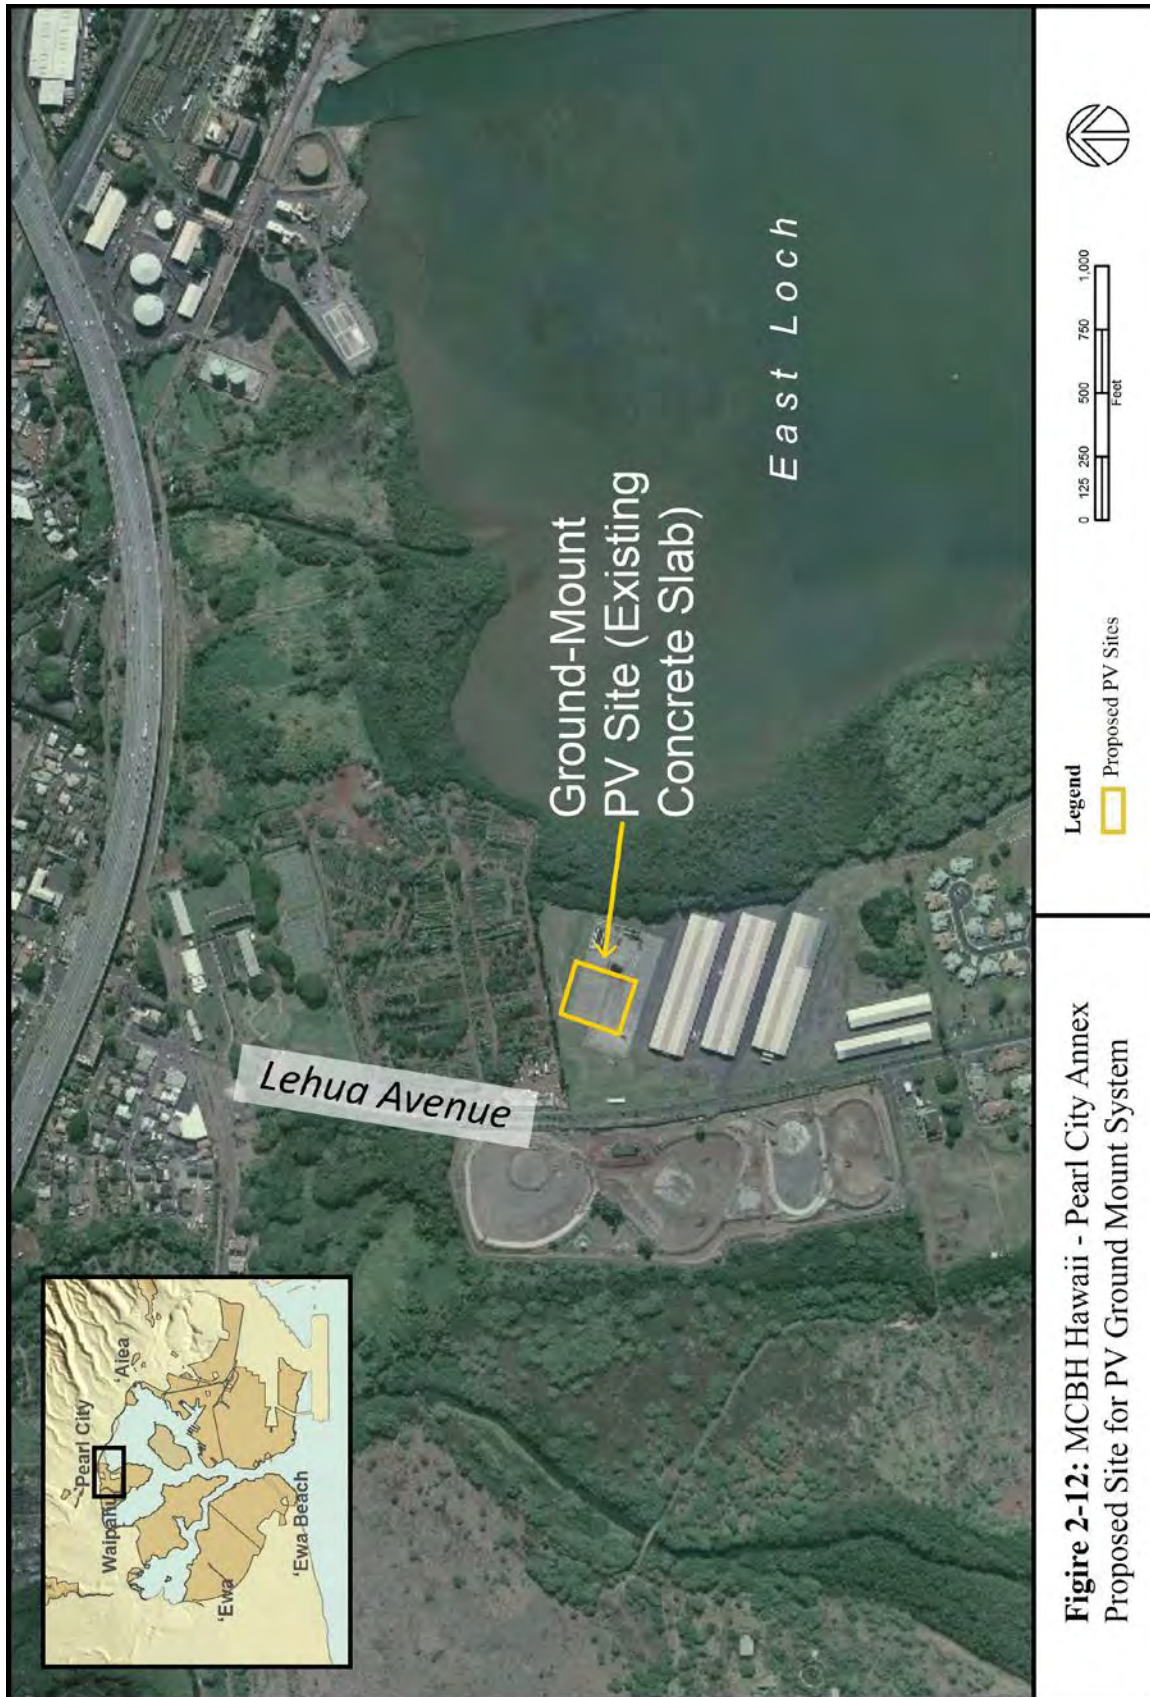 Pearl City
Waipahu
'Aiea
'Ewa
'Ewa Beach
Lehua Avenue
Ground-Mount
PV Site (Existing
Concrete Slab)
East Loch
Figire 2-12: MCBH Hawaii - Pearl City Annex
Proposed Site for PV Ground Mount System
Legend
Proposed PV Sites
0 125 250 500 750 1,000
Feet